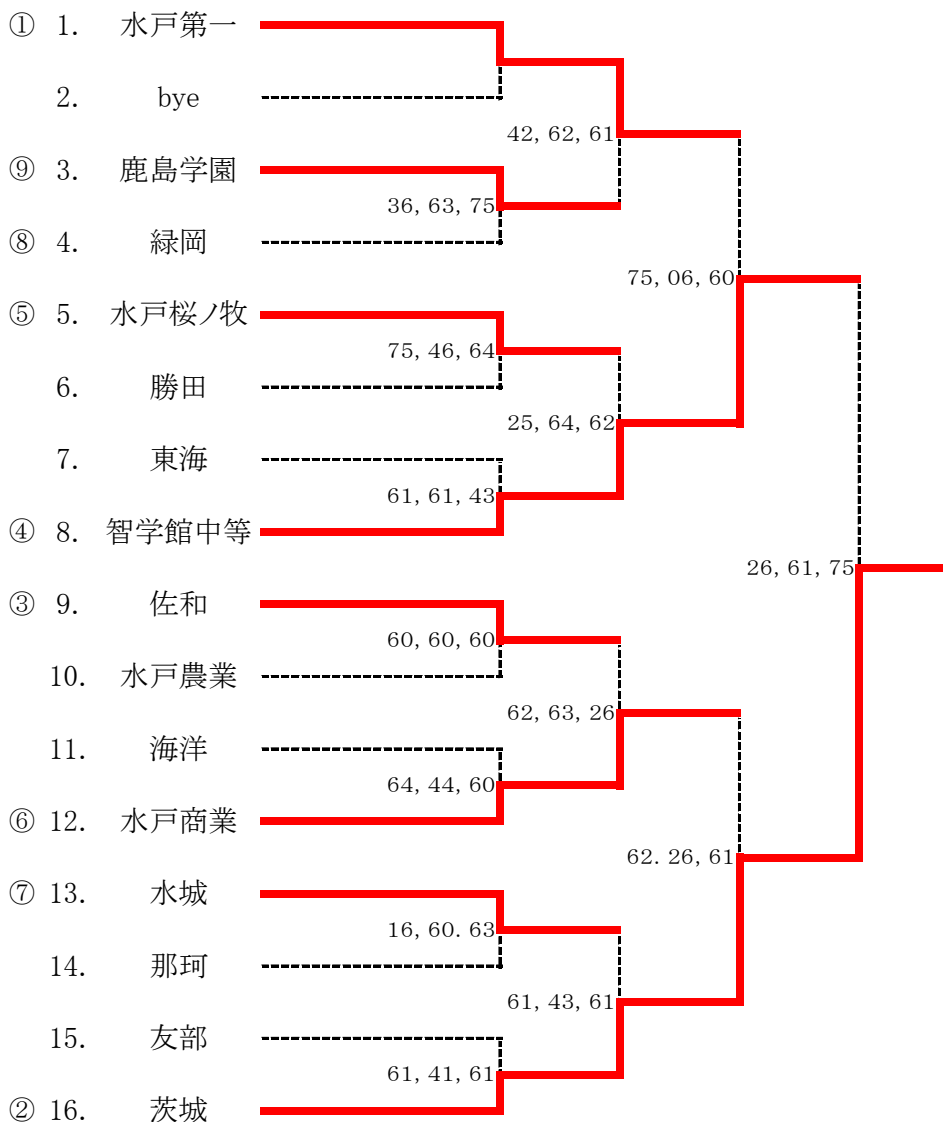 ① 1. 水戸第一
2. bye
42, 62, 61
⑨ 3. 鹿島学園
36, 63, 75
⑧ 4. 緑岡
75, 06, 60
⑤ 5. 水戸桜ノ牧
75, 46, 64
6. 勝田
25, 64, 62
7. 東海
61, 61, 43
④ 8. 智学館中等
26, 61, 75
③ 9. 佐和
60, 60, 60
10. 水戸農業
62, 63, 26
11. 海洋
64, 44, 60
⑥ 12. 水戸商業
62. 26, 61
⑦ 13. 水城
16, 60. 63
14. 那珂
61, 43, 61
15. 友部
61, 41, 61
② 16. 茨城